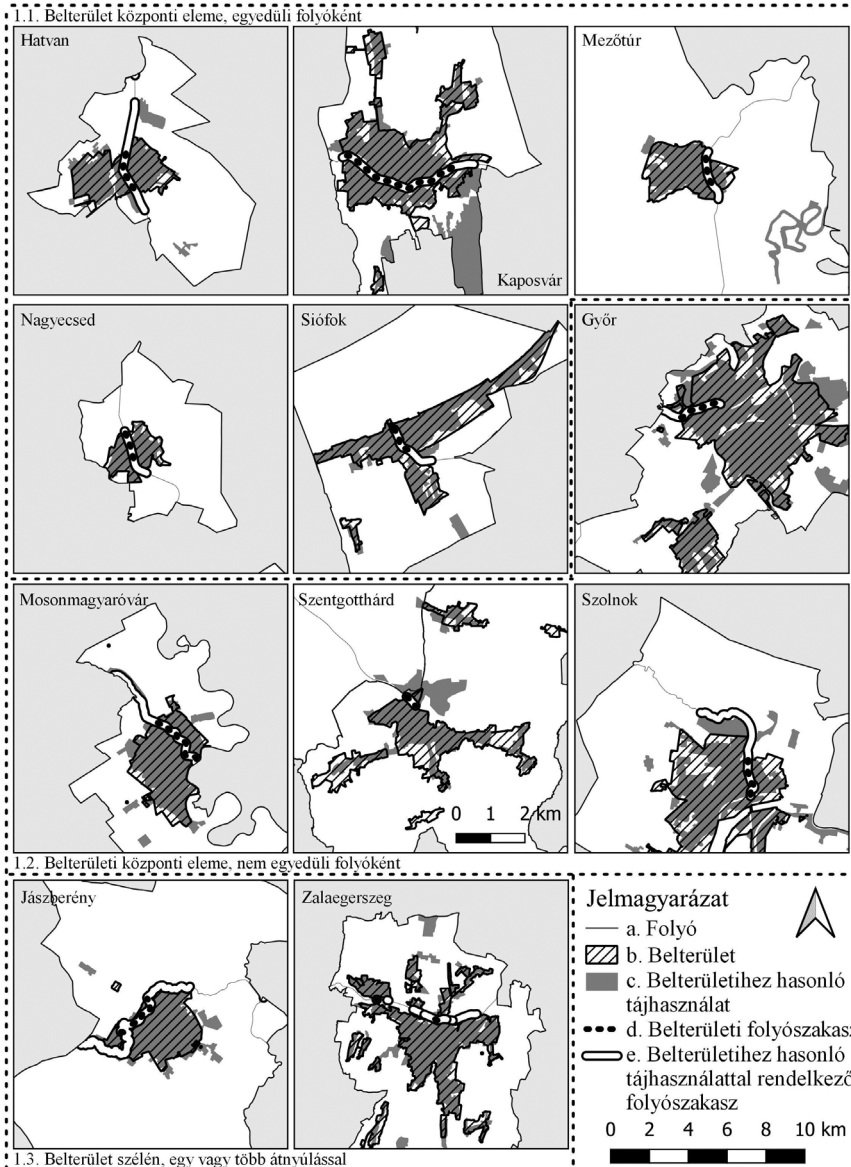 1.1. Belterület központi eleme, egyedüli folyóként
Hatvan
Kaposvár
Mezőtúr
Nagyecsed
Siófok
Győr
Mosonmagyaróvár
Szentgotthárd
0 1 2 km
Szolnok
1.2. Belterületi központi eleme, nem egyedüli folyóként
Jászberény
Zalaegerszeg
Jelmagyarázat
a. Folyó
b. Belterület
c. Belterületihez hasonló
tájhasználat
d. Belterületi folyószakasz
e. Belterületihez hasonló
tájhasználattal rendelkező
folyószakasz
0 2 4 6 8 10 km
1.3. Belterület szélén, egy vagy több átnyúlással